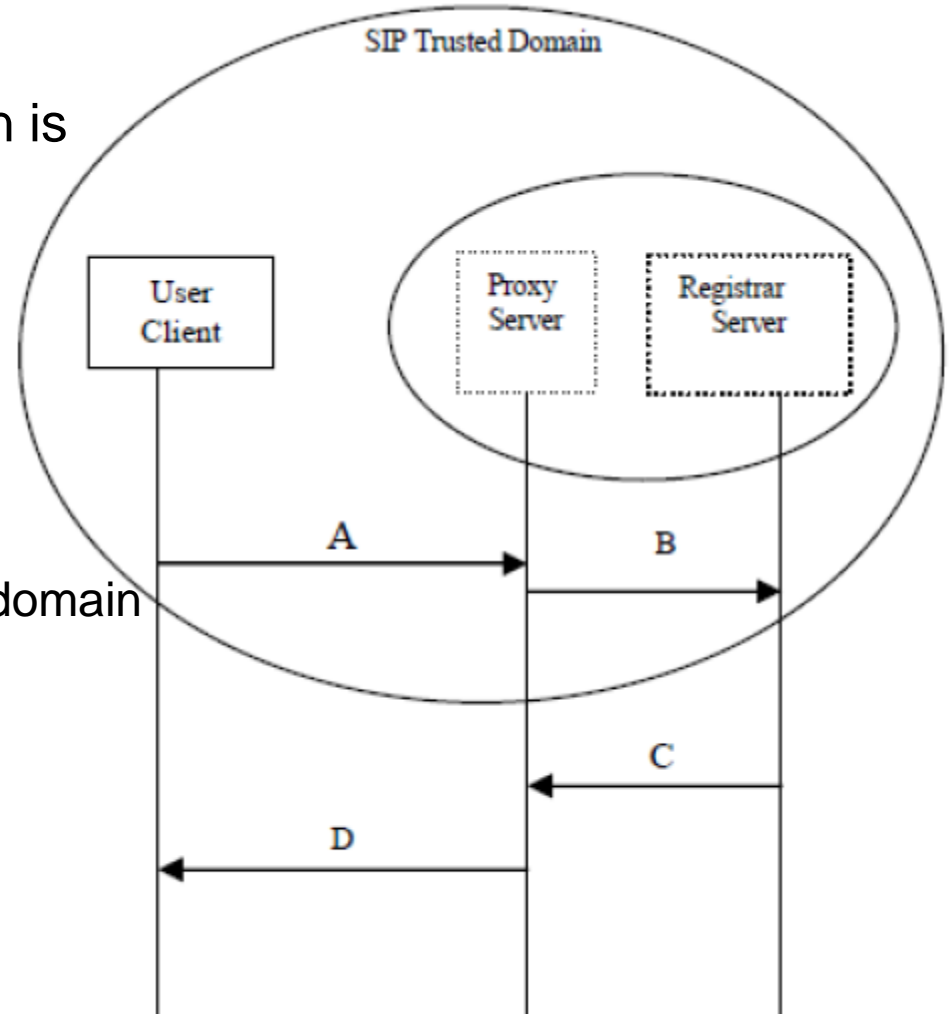 SIP Trusted Domain
is
User
Client
Proxy
Server
Registrar
Server
A
B
domain
C
D